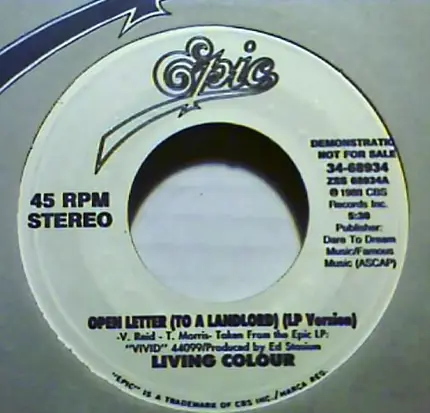 Epic
DEMONSTRATION
NOT FOR SALE
34-68934
ZSS 68934A
℗ 1988 CBS
Records Inc.
5:30
Publisher:
Dare To Dream
Music/Famous
Music (ASCAP)
45 RPM
STEREO
OPEN LETTER (TO A LANDLORD) (LP Version)
-V. Reid - T. Morris- Taken From the Epic LP:
"VIVID" 44099/Produced by Ed Stasium
LIVING COLOUR
"EPIC" IS A TRADEMARK OF CBS INC./MARCA REG.